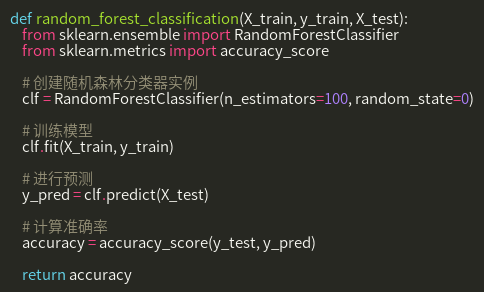 def random_forest_classification(X_train, y_train, X_test):
from sklearn.ensemble import RandomForestClassifier
from sklearn.metrics import accuracy_score
# 创建随机森林分类器实例
clf = RandomForestClassifier(n_estimators=100, random_state=0)
# 训练模型
clf.fit(X_train, y_train)
# 进行预测
y_pred = clf.predict(X_test)
# 计算准确率
accuracy = accuracy_score(y_test, y_pred)
return accuracy